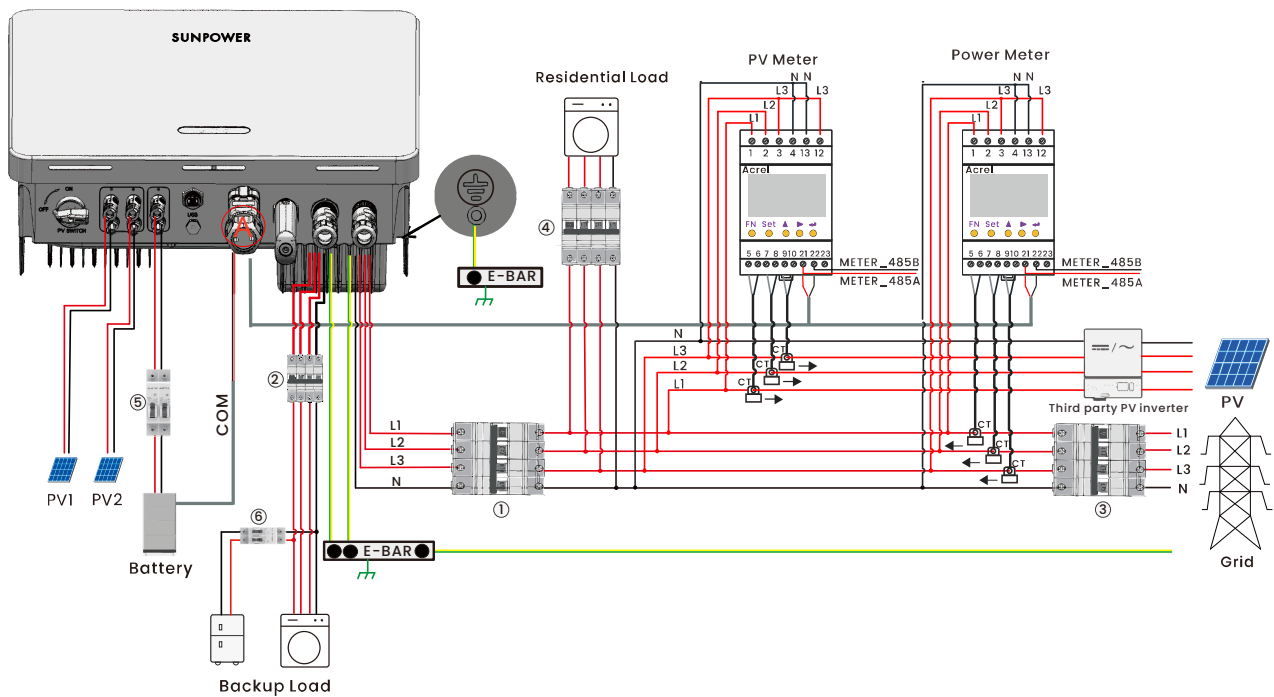 SUNPOWER
ON
OFF
PV SWITCH
USB
A
E-BAR
Residential Load
④
PV Meter
N N
L3 L3
L2
L1
1 2 3 4 13 12
Acrel
FN Set
5 6 7 8 9 10 21 22 23
METER_485B
METER_485A
Power Meter
N N
L3 L3
L2
L1
1 2 3 4 13 12
Acrel
FN Set
5 6 7 8 9 10 21 22 23
METER_485B
METER_485A
N
L3
L2
L1
CT
CT
CT
Third party PV inverter
PV
②
⑤
COM
L1
L2
L3
N
①
CT
CT
CT
③
L1
L2
L3
N
Grid
PV1
PV2
Battery
⑥
E-BAR
Backup Load